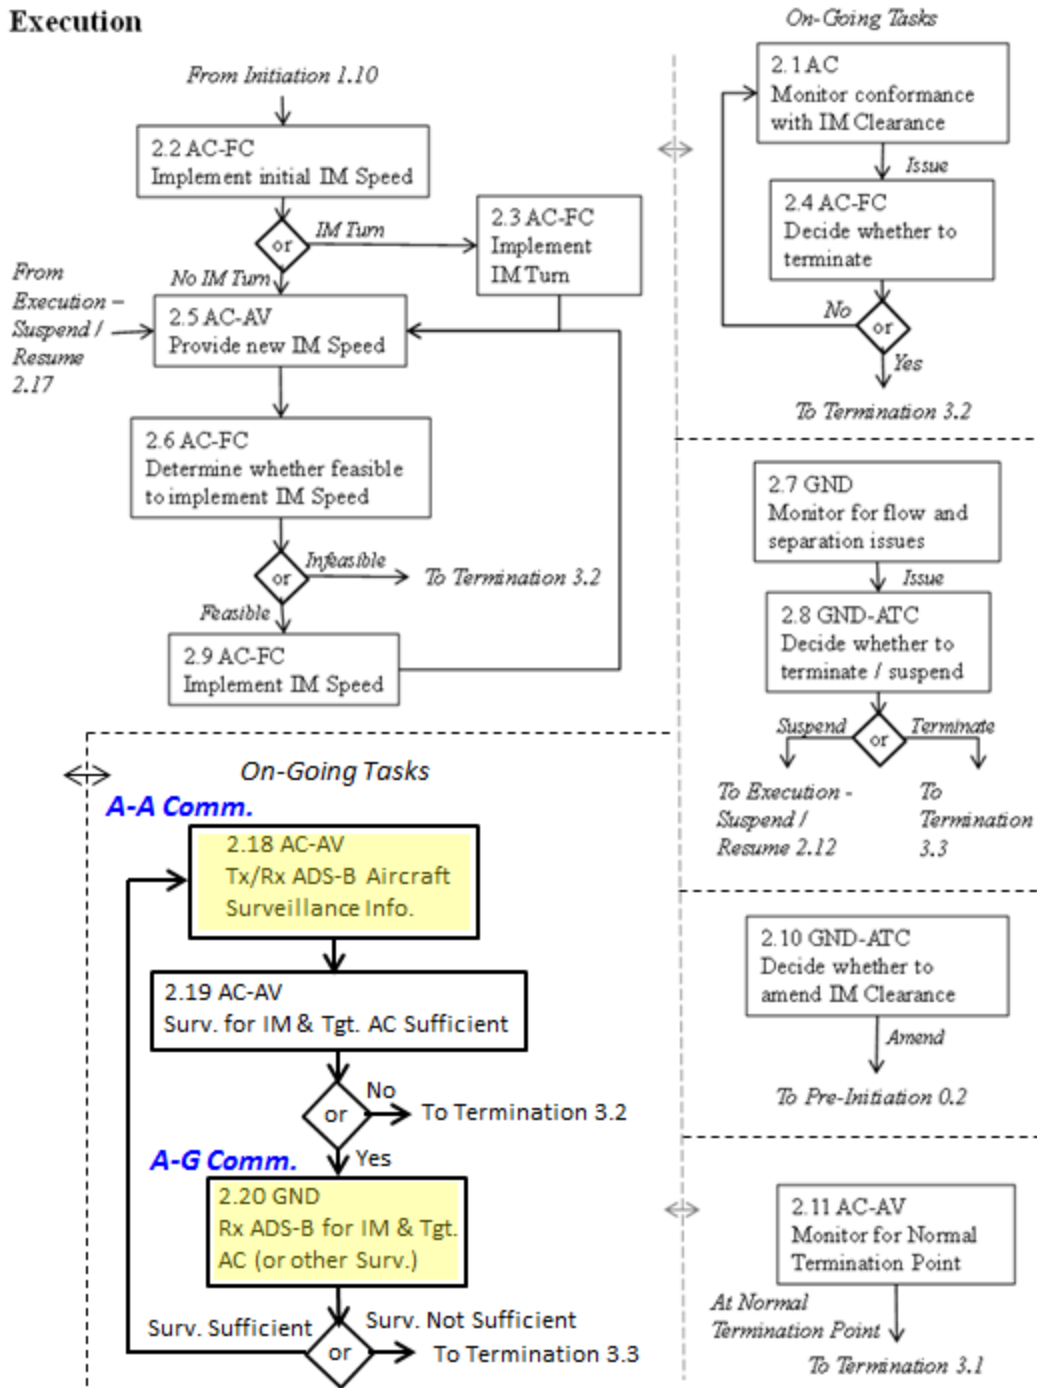 Execution
From Initiation 1.10
2.2 AC-FC
Implement initial IM Speed
or
IM Turn
2.3 AC-FC
Implement
IM Turn
No IM Turn
From
Execution –
Suspend /
Resume
2.17
2.5 AC-AV
Provide new IM Speed
2.6 AC-FC
Determine whether feasible
to implement IM Speed
or
Infeasible
To Termination 3.2
Feasible
2.9 AC-FC
Implement IM Speed
On-Going Tasks
2.1 AC
Monitor conformance
with IM Clearance
Issue
2.4 AC-FC
Decide whether to
terminate
No
or
Yes
To Termination 3.2
2.7 GND
Monitor for flow and
separation issues
Issue
2.8 GND-ATC
Decide whether to
terminate / suspend
Suspend
or
Terminate
To Execution -
Suspend /
Resume 2.12
To
Termination
3.3
2.10 GND-ATC
Decide whether to
amend IM Clearance
Amend
To Pre-Initiation 0.2
2.11 AC-AV
Monitor for Normal
Termination Point
At Normal
Termination Point
To Termination 3.1
On-Going Tasks
A-A Comm.
2.18 AC-AV
Tx/Rx ADS-B Aircraft
Surveillance Info.
2.19 AC-AV
Surv. for IM & Tgt. AC Sufficient
or
No
To Termination 3.2
Yes
A-G Comm.
2.20 GND
Rx ADS-B for IM & Tgt.
AC (or other Surv.)
Surv. Sufficient
or
Surv. Not Sufficient
To Termination 3.3